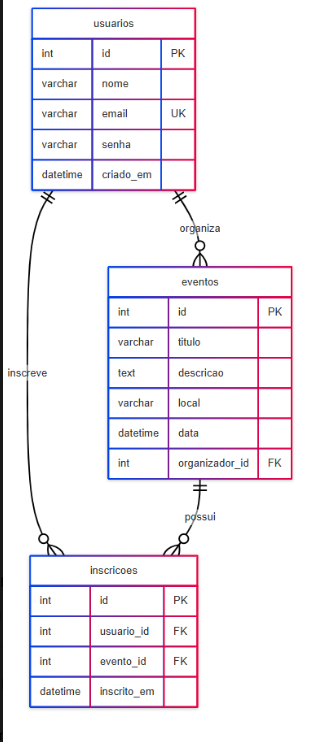 usuarios
int id PK
varchar nome
varchar email UK
varchar senha
datetime criado_em
organiza
eventos
int id PK
varchar titulo
text descricao
varchar local
datetime data
int organizador_id FK
inscreve
possui
inscricoes
int id PK
int usuario_id FK
int evento_id FK
datetime inscrito_em